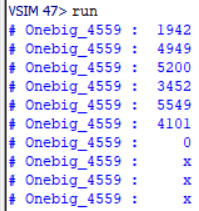 VSIM 47> run
# Onebig_4559 : 1942
# Onebig_4559 : 4949
# Onebig_4559 : 5200
# Onebig_4559 : 3452
# Onebig_4559 : 5549
# Onebig_4559 : 4101
# Onebig_4559 : 0
# Onebig_4559 : x
# Onebig_4559 : x
# Onebig_4559 : x